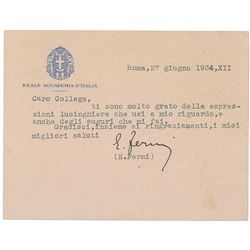 REALE ACCADEMIA D'ITALIA
Roma, 27 giugno 1934,XII
Caro Collega,
ti sono molto grato della espres-
sioni lusinghiere che usi a mio riguardo, e
anche degli auguri che mi fai.
Gradisci, insieme ai ringraziamenti, i miei
migliori saluti
E. Fermi
(E.Fermi)